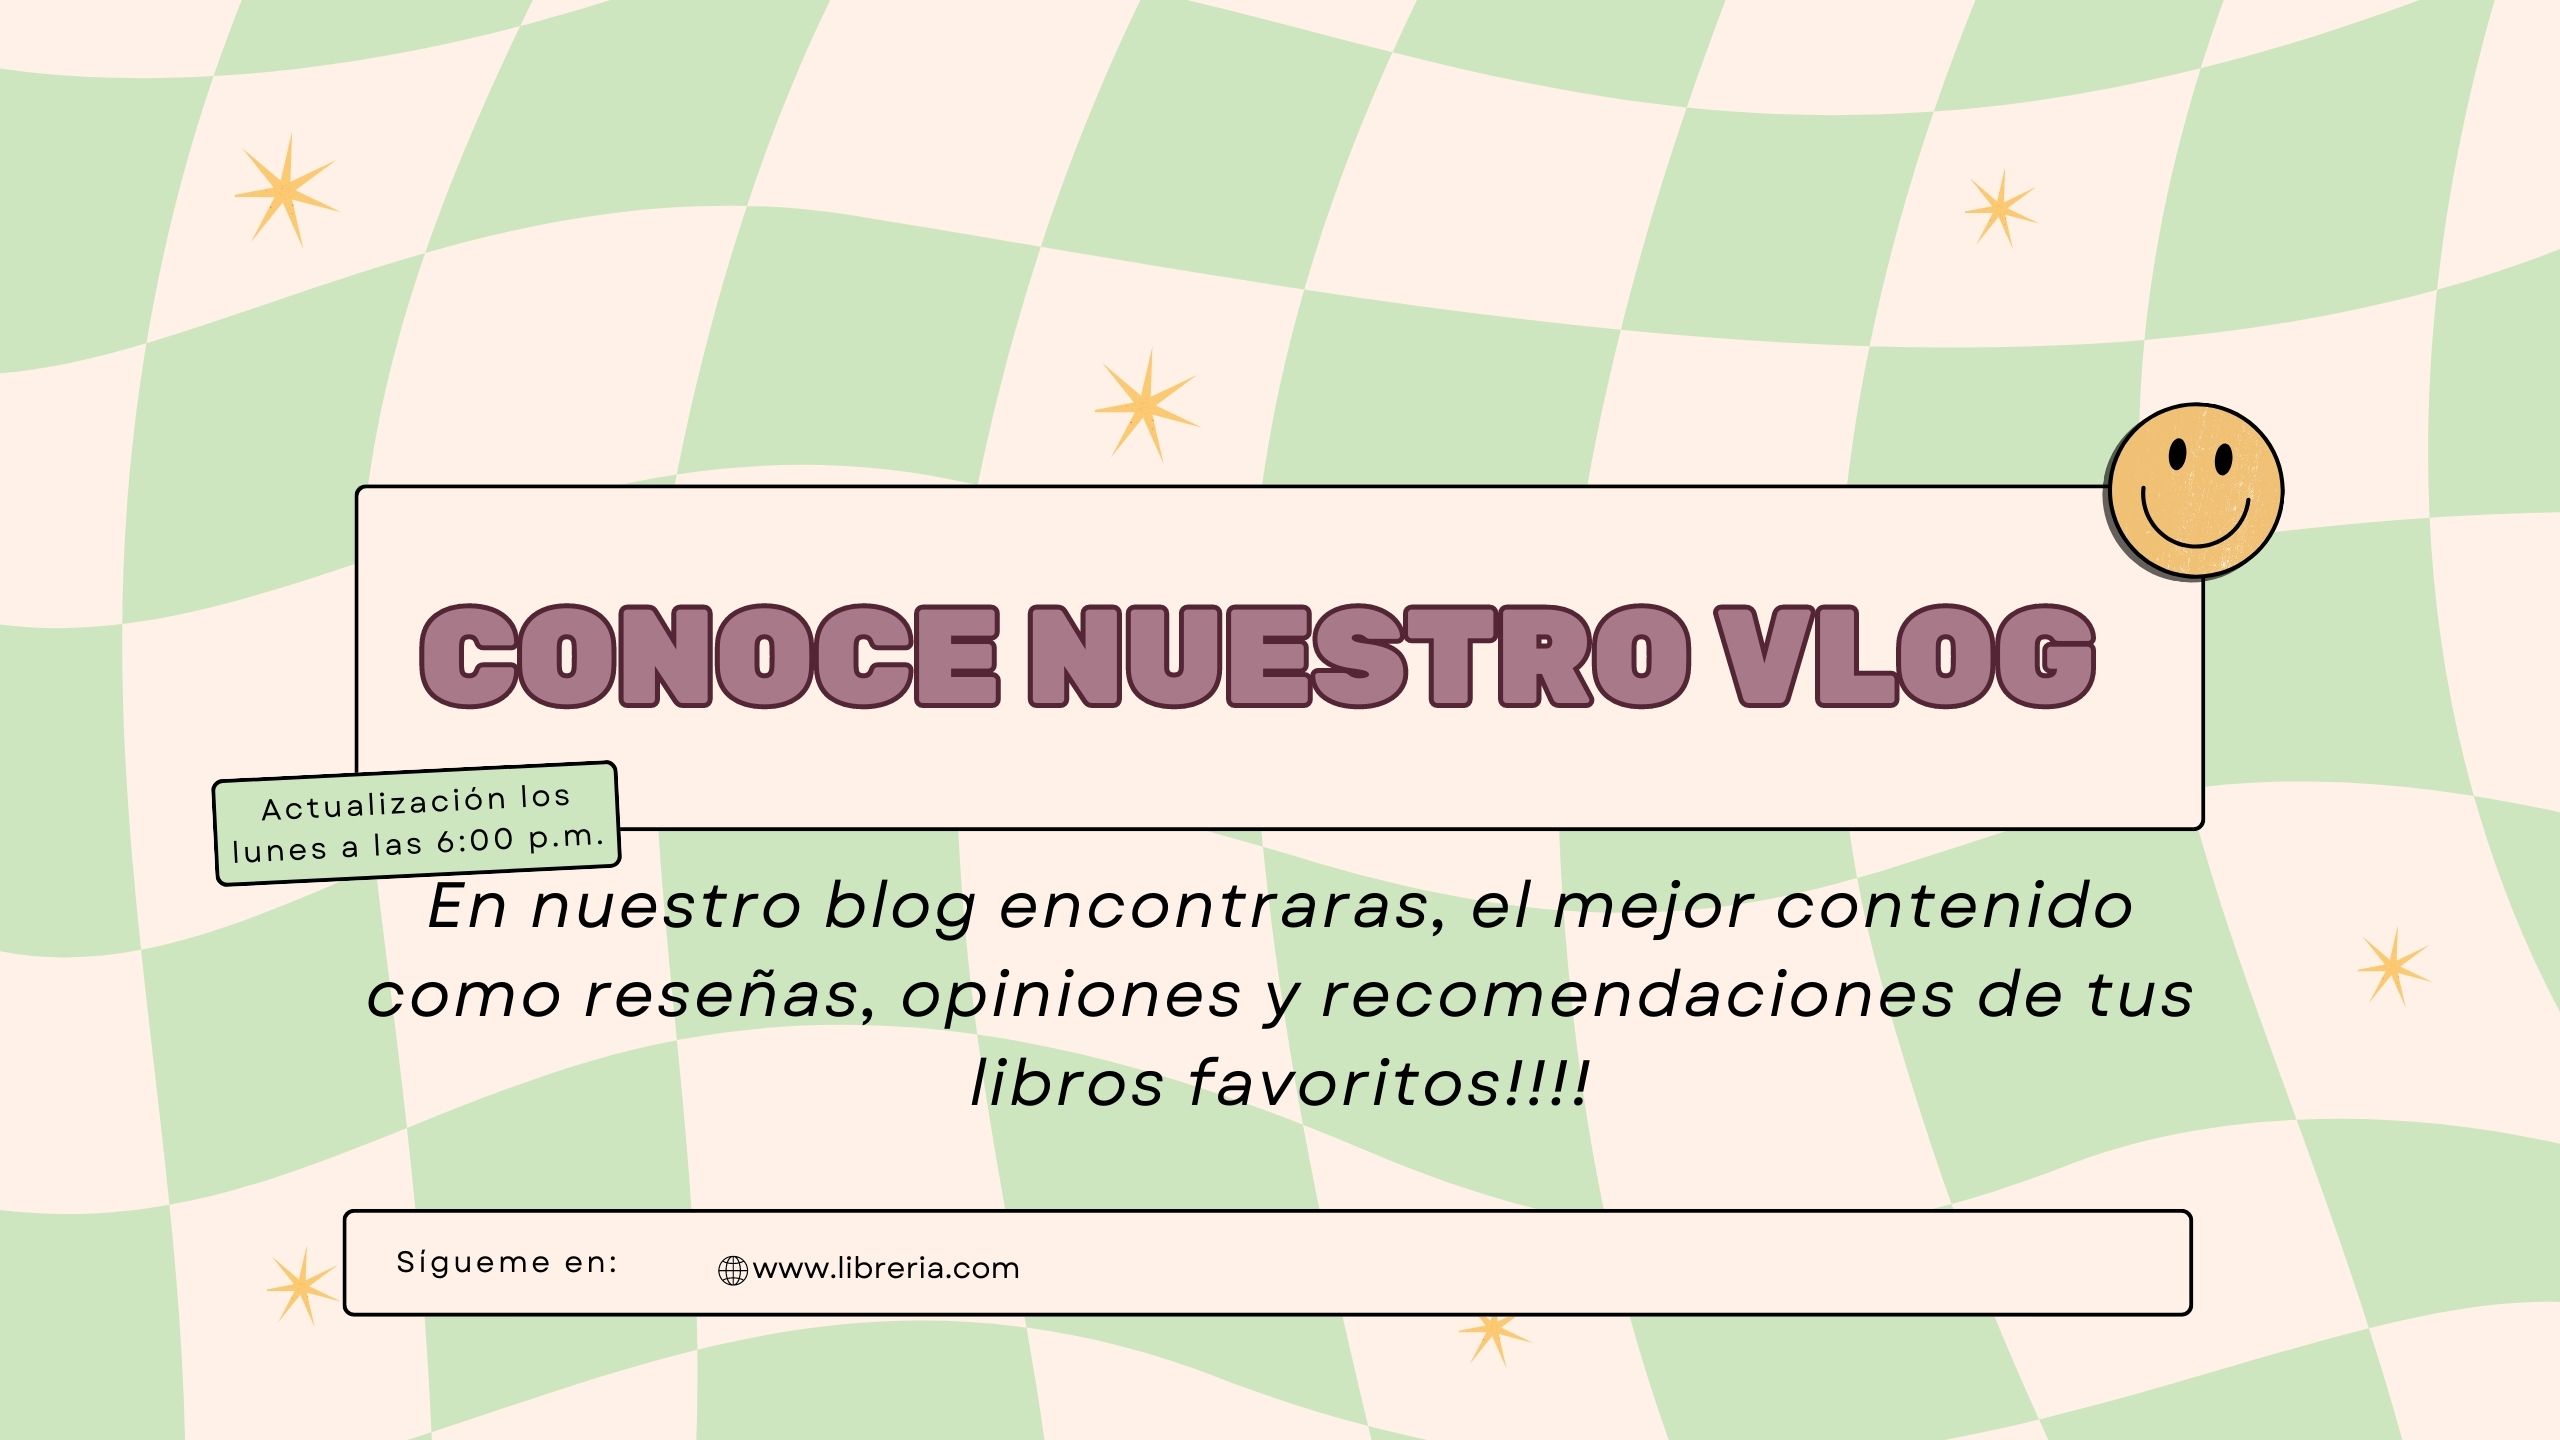 CONOCE NUESTRO VLOG
Actualización los
lunes a las 6:00 p.m.
En nuestro blog encontraras, el mejor contenido
como reseñas, opiniones y recomendaciones de tus
libros favoritos!!!!
Sígueme en: www.libreria.com